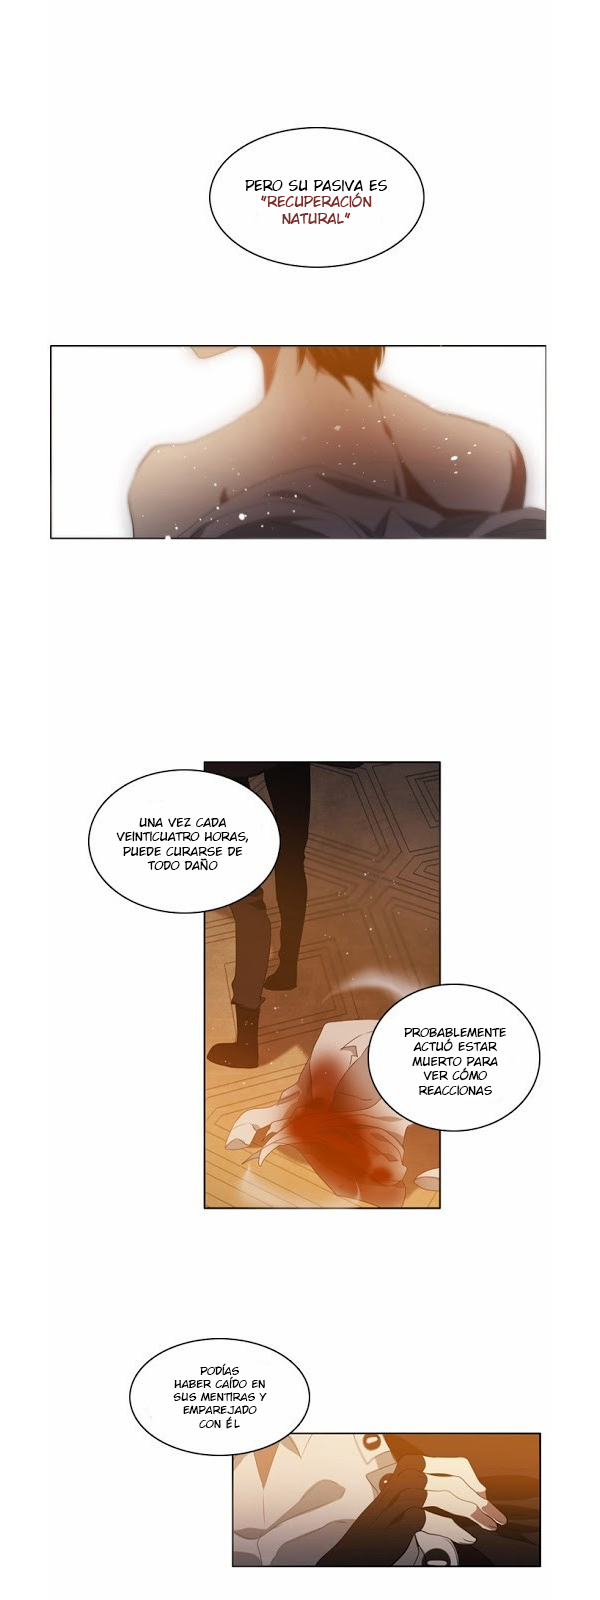 PERO SU PASIVA ES
"RECUPERACIÓN
NATURAL"
UNA VEZ CADA
VEINTICUATRO HORAS,
PUEDE CURARSE DE
TODO DAÑO
PROBABLEMENTE
ACTUÓ ESTAR
MUERTO PARA
VER CÓMO
REACCIONAS
PODÍAS
HABER CAÍDO EN
SUS MENTIRAS Y
EMPAREJADO
CON ÉL